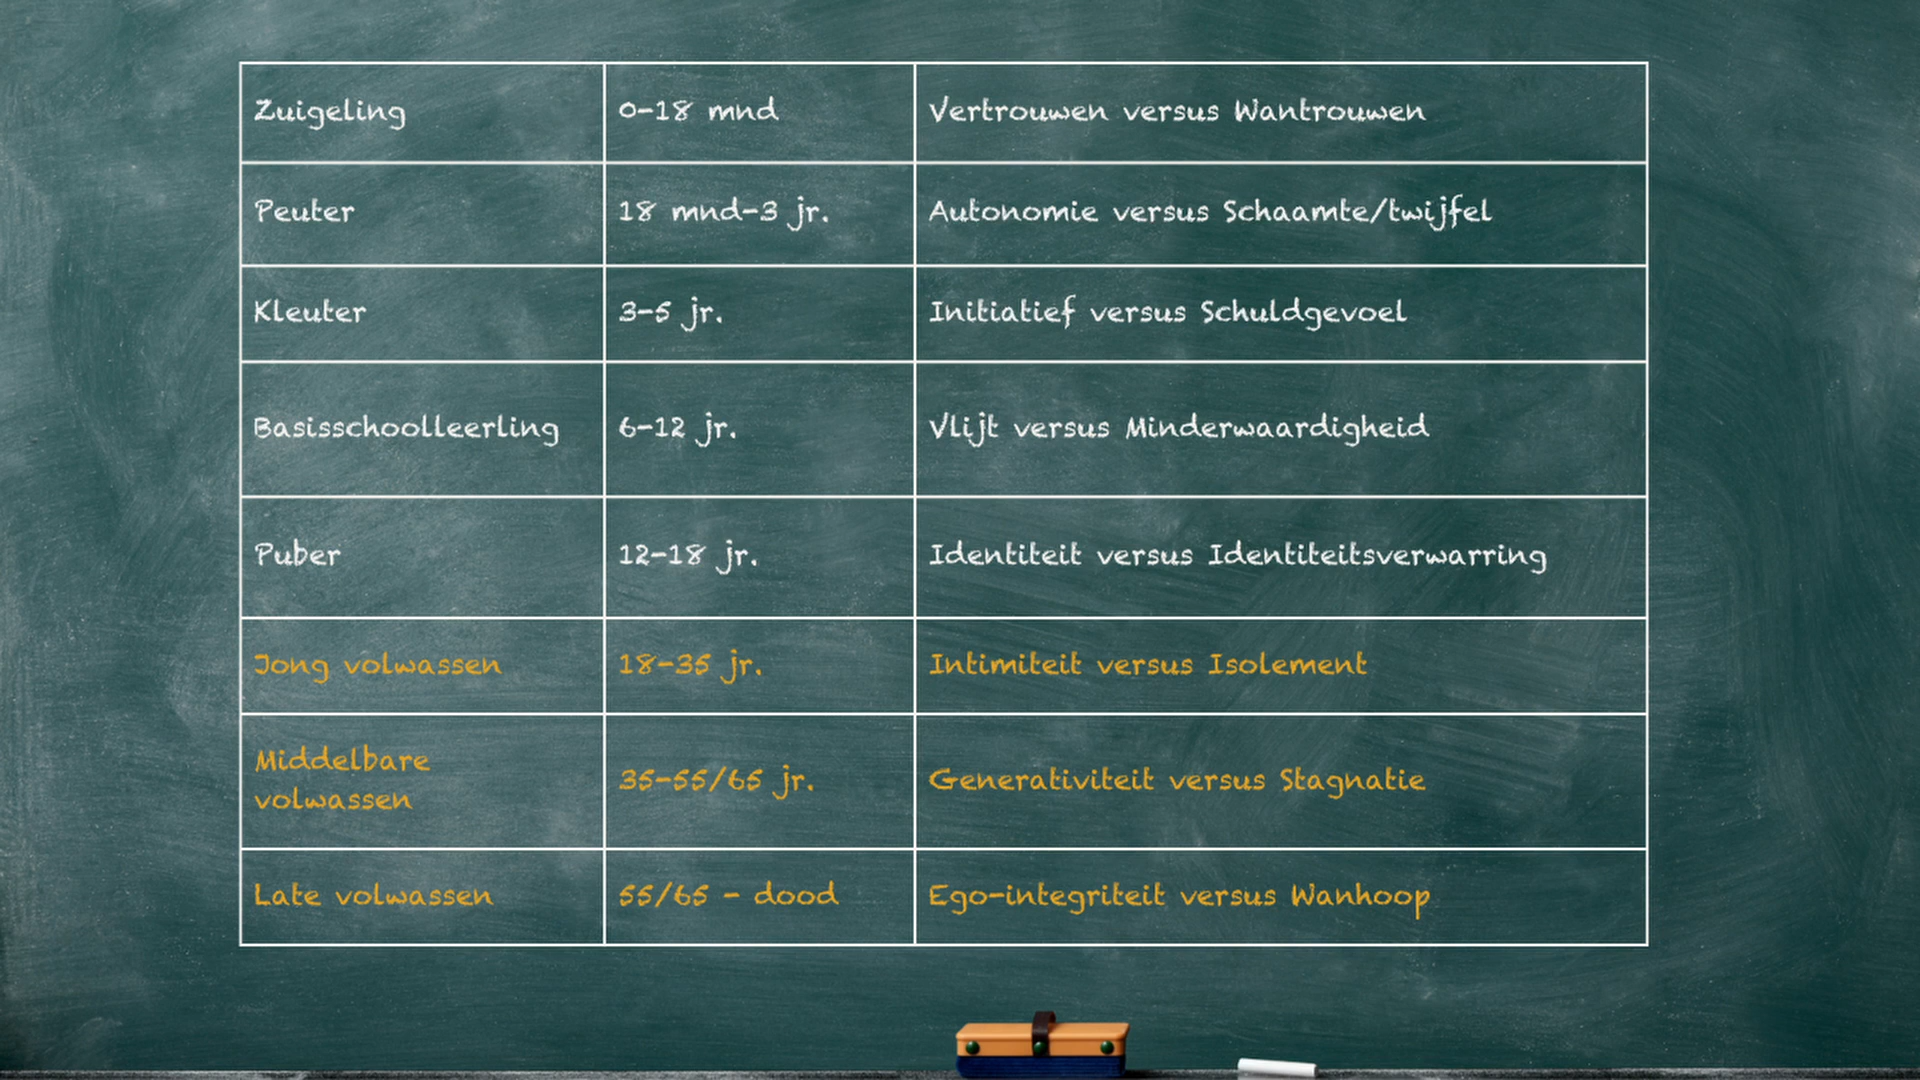 Zuigeling 0-18 mnd Vertrouwen versus Wantrouwen
Peuter 18 mnd-3 jr. Autonomie versus Schaamte/twijfel
Kleuter 3-5 jr. Initiatief versus Schuldgevoel
Basisschoolleerling 6-12 jr. Vlijt versus Minderwaardigheid
Puber 12-18 jr. Identiteit versus Identiteitsverwarring
Jong volwassen 18-35 jr. Intimiteit versus Isolement
Middelbare
volwassen 35-55/65 jr. Generativiteit versus Stagnatie
Late volwassen 55/65 - dood Ego-integriteit versus Wanhoop